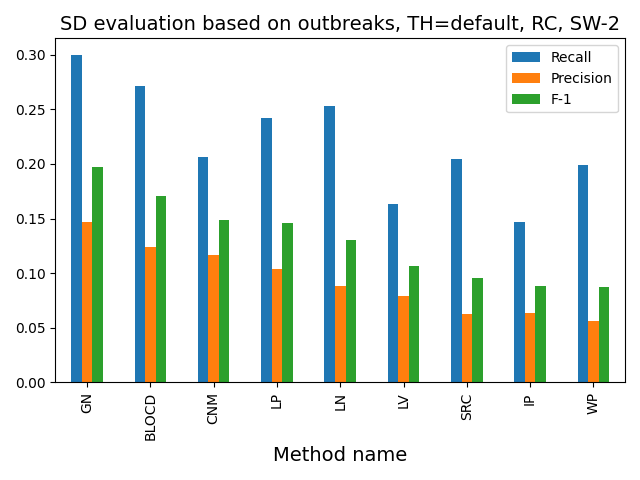 SD evaluation based on outbreaks, TH=default, RC, SW-2
Recall
Precision
F-1
0.30
0.25
0.20
0.15
0.10
0.05
0.00
GN
BLOCD
CNM
LP
LN
LV
SRC
IP
WP
Method name